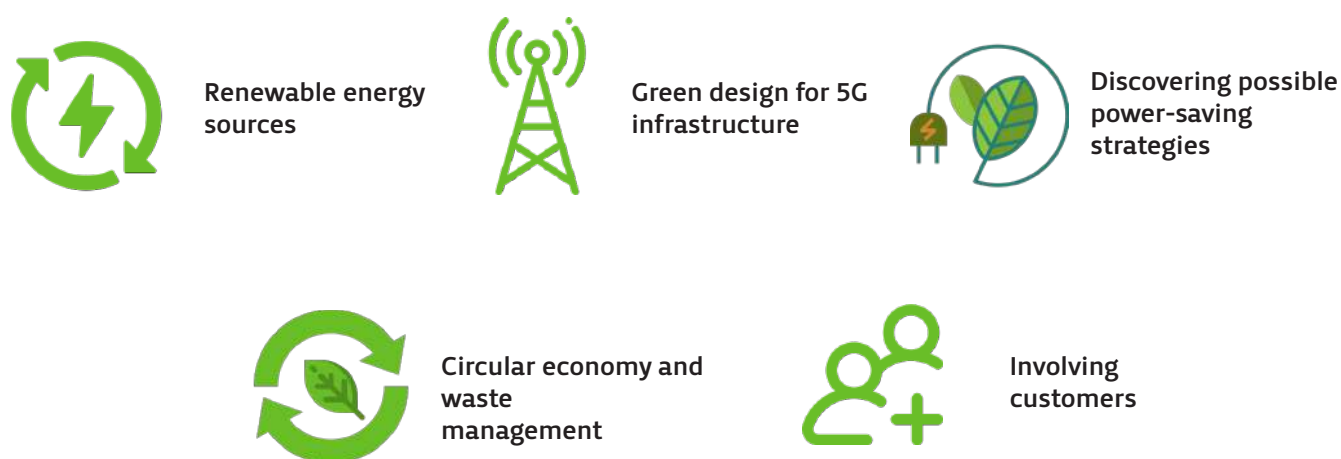 Renewable energy
sources
Green design for 5G
infrastructure
Discovering possible
power-saving
strategies
Circular economy and
waste
management
Involving
customers